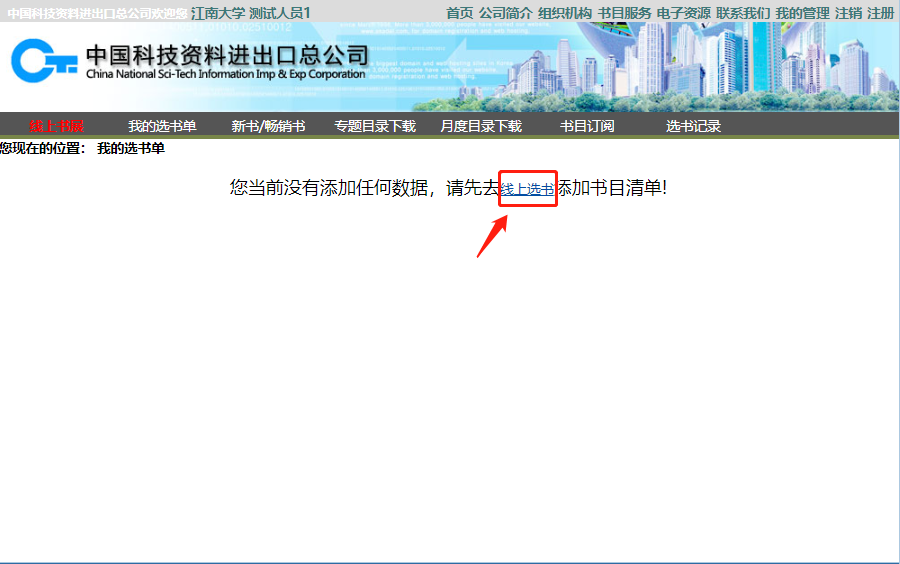 中国科技资料进出口总公司欢迎您 江南大学 测试人员1
首页 公司简介 组织机构 书目服务 电子资源 联系我们 我的管理 注销 注册
中国科技资料进出口总公司
China National Sci-Tech Information Imp & Exp Corporation
线上书展 我的选书单 新书/畅销书 专题目录下载 月度目录下载 书目订阅 选书记录
您现在的位置： 我的选书单
您当前没有添加任何数据，请先去线上选书添加书目清单!